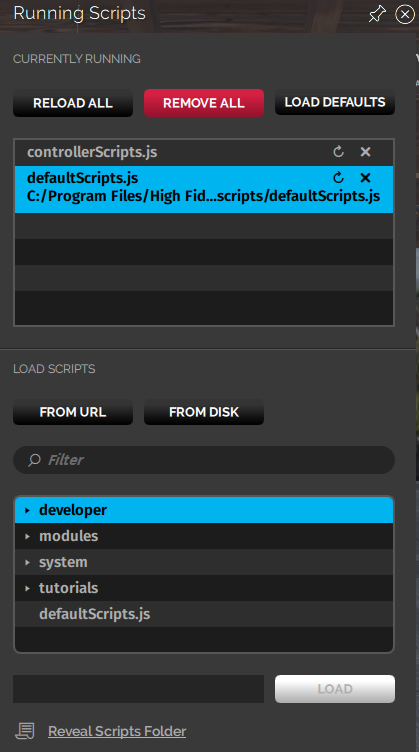 Running Scripts
CURRENTLY RUNNING
RELOAD ALL REMOVE ALL LOAD DEFAULTS
controllerScripts.js
defaultScripts.js
C:/Program Files/High Fid...scripts/defaultScripts.js
LOAD SCRIPTS
FROM URL FROM DISK
Filter
developer
modules
system
tutorials
defaultScripts.js
LOAD
Reveal Scripts Folder